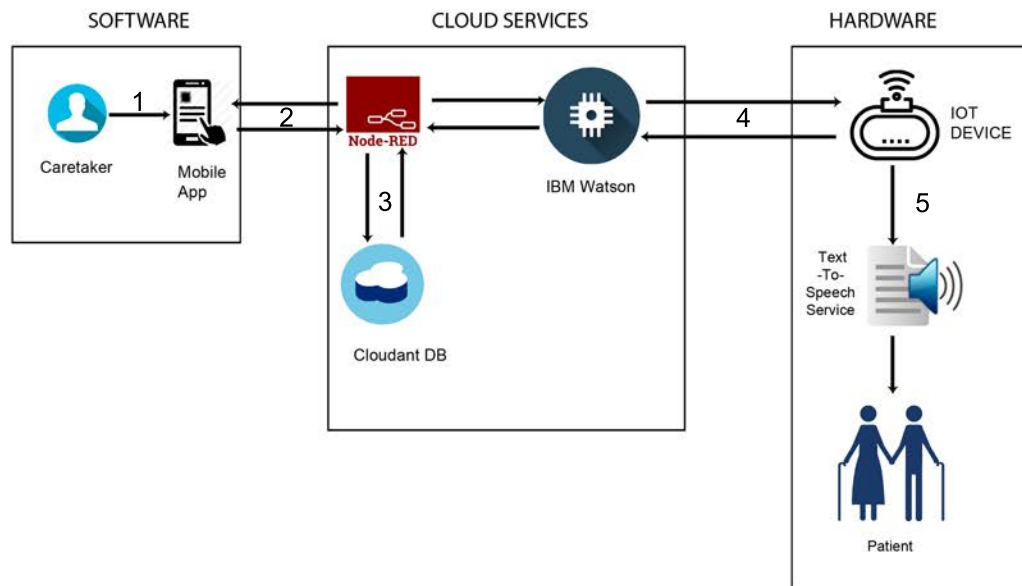 SOFTWARE
CLOUD SERVICES
HARDWARE
1
2
4
Node-RED
IOT
DEVICE
Caretaker
Mobile
App
IBM Watson
3
5
Text
-To-
Speech
Service
Cloudant DB
Patient